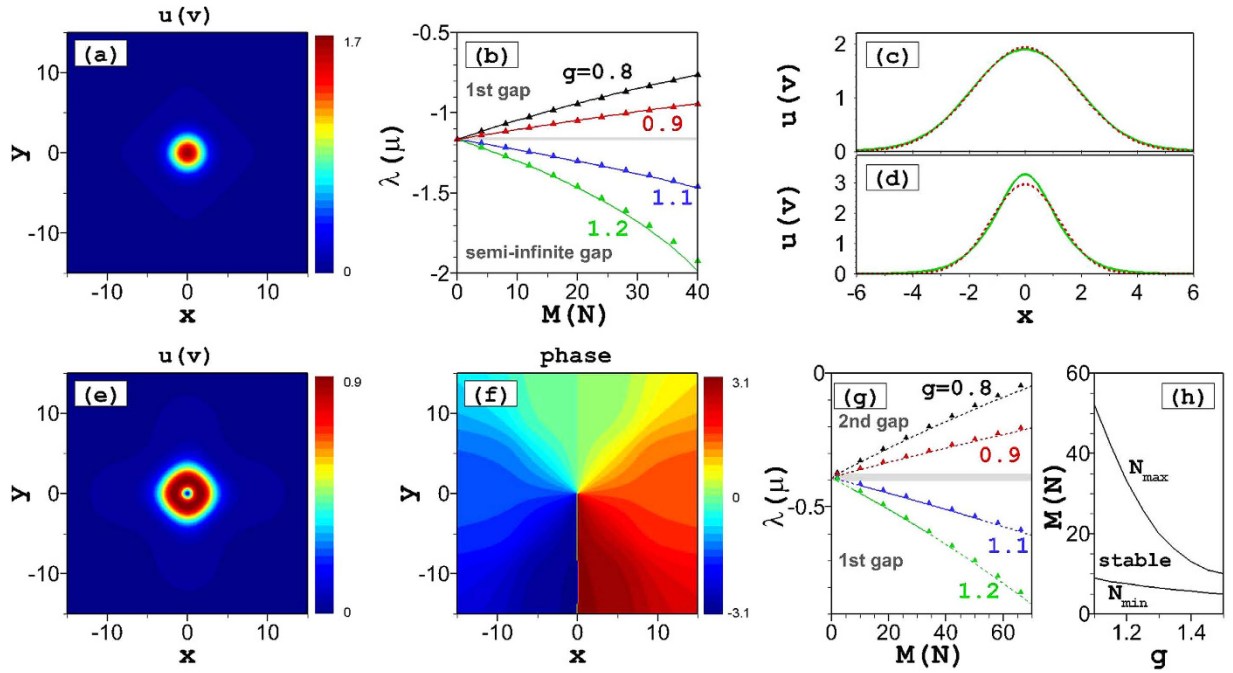 u(v)
(a)
15
0
-10
y
-10
0
10
x
1.7
0
(b)
-0.5
-1
-1.5
-2
λ(μ)
g=0.8
1st gap
0.9
1.1
1.2
semi-infinite gap
0
10
20
30
40
M(N)
(c)
2
1
0
u(v)
(d)
3
2
1
0
u(v)
-6
-4
-2
0
2
4
6
x
u(v)
(e)
10
0
-10
y
-10
0
10
x
0.9
0
phase
(f)
10
0
-10
y
-10
0
10
x
3.1
0
-3.1
(g)
0
-0.5
λ(μ)
g=0.8
2nd gap
0.9
1.1
1st gap
1.2
0
10
20
30
40
50
60
M(N)
(h)
60
40
20
0
M(N)
Nmax
stable
Nmin
1.2
1.4
g